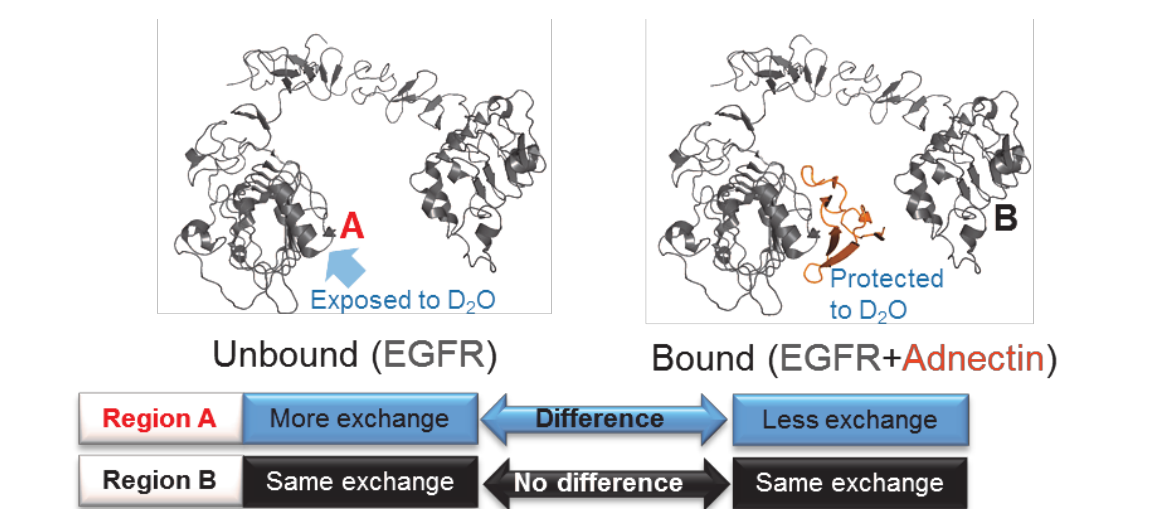 A
Exposed to D₂O
B
Protected
to D₂O
Unbound (EGFR)
Bound (EGFR+Adnectin)
Region A More exchange Difference Less exchange
Region B Same exchange No difference Same exchange